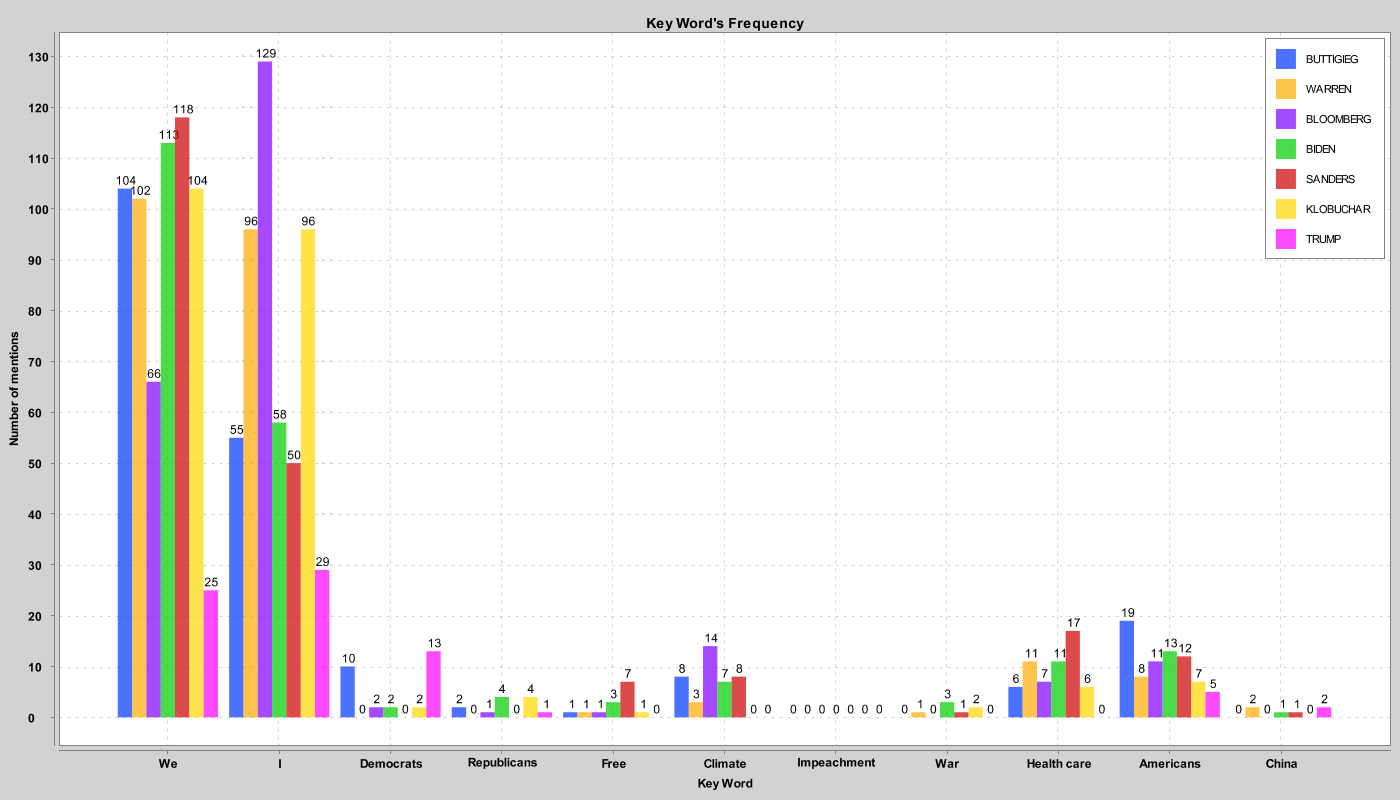 Key Word's Frequency
BUTTIGIEG
WARREN
BLOOMBERG
BIDEN
SANDERS
KLOBUCHAR
TRUMP
Number of mentions
130
120
110
100
90
80
70
60
50
40
30
20
10
0
104 102 66 113 118 104 25
55 96 129 58 50 96 29
10 0 2 2 0 2 13
2 0 1 4 0 4 1
1 1 1 3 7 1 0
8 3 14 7 8 0 0
0 0 0 0 0 0 0
0 1 0 3 1 2 0
6 11 7 11 17 6 0
19 8 11 13 12 7 5
0 2 0 1 1 0 2
We I Democrats Republicans Free Climate Impeachment War Health care Americans China
Key Word